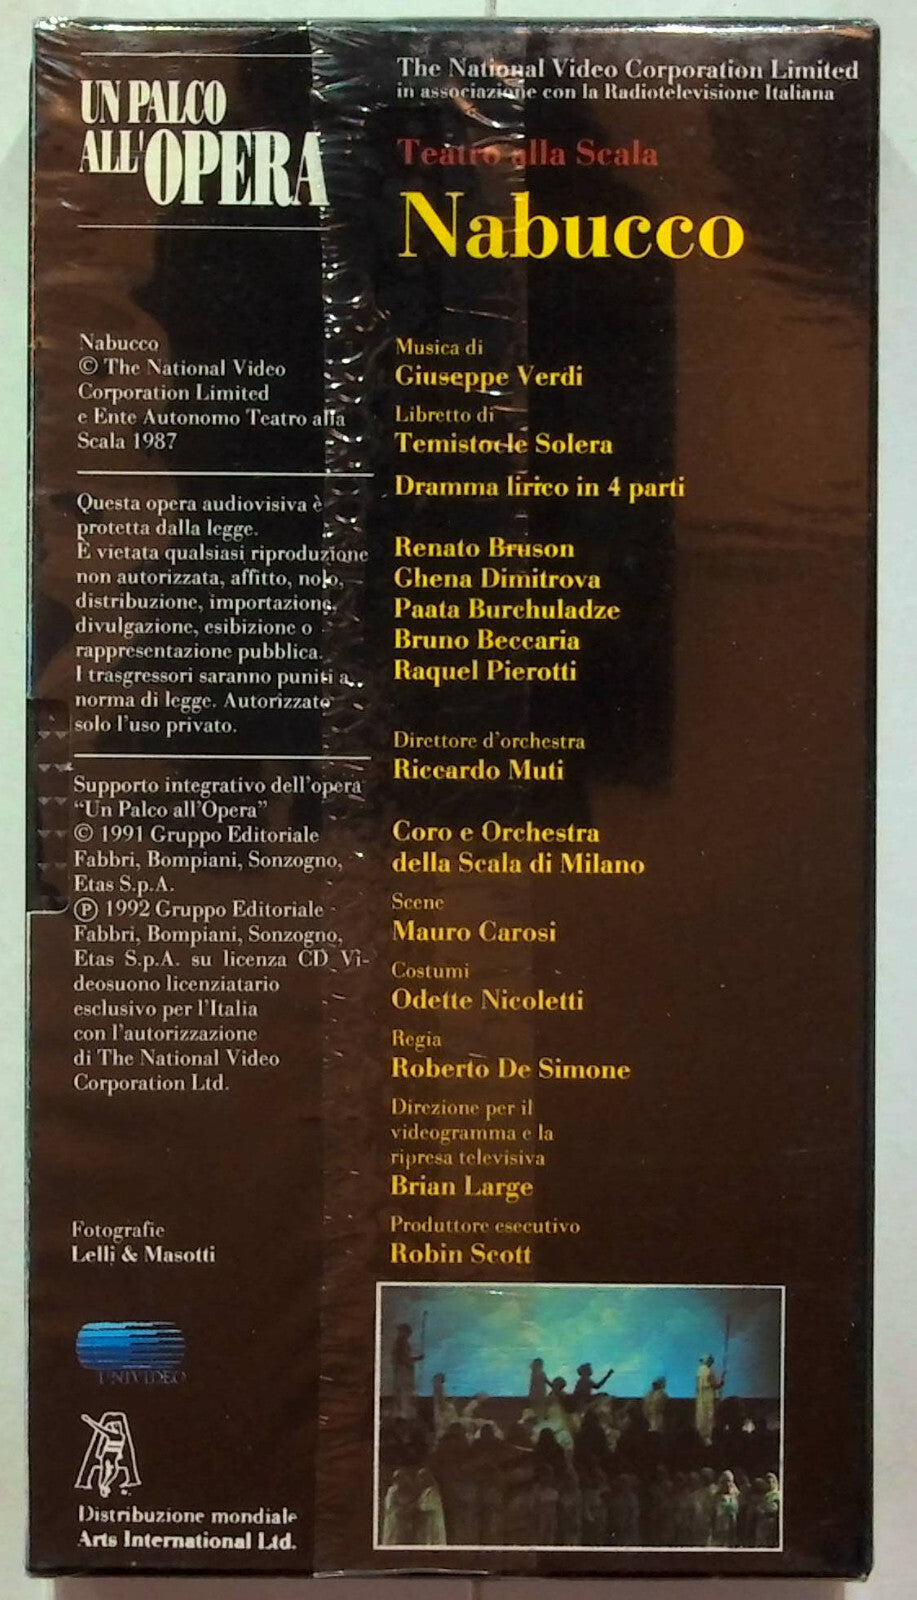 UN PALCO
ALL'OPERA
Nabucco
© The National Video
Corporation Limited
e Ente Autonomo Teatro alla
Scala 1987
Questa opera audiovisiva è
protetta dalla legge.
È vietata qualsiasi riproduzione
non autorizzata, affitto, nolo,
distribuzione, importazione,
divulgazione, esibizione o
rappresentazione pubblica.
I trasgressori saranno puniti a
norma di legge. Autorizzato
solo l'uso privato.
Supporto integrativo dell'opera
"Un Palco all'Opera"
© 1991 Gruppo Editoriale
Fabbri, Bompiani, Sonzogno,
Etas S.p.A.
℗ 1992 Gruppo Editoriale
Fabbri, Bompiani, Sonzogno,
Etas S.p.A. su licenza CD Vi-
deosuono licenziatario
esclusivo per l'Italia
con l'autorizzazione
di The National Video
Corporation Ltd.
Fotografie
Lelli & Masotti
UNIVIDEO
Distribuzione mondiale
Arts International Ltd.
The National Video Corporation Limited
in associazione con la Radiotelevisione Italiana
Teatro alla Scala
Nabucco
Musica di
Giuseppe Verdi
Libretto di
Temistocle Solera
Dramma lirico in 4 parti
Renato Bruson
Ghena Dimitrova
Paata Burchuladze
Bruno Beccaria
Raquel Pierotti
Direttore d'orchestra
Riccardo Muti
Coro e Orchestra
della Scala di Milano
Scene
Mauro Carosi
Costumi
Odette Nicoletti
Regia
Roberto De Simone
Direzione per il
videogramma e la
ripresa televisiva
Brian Large
Produttore esecutivo
Robin Scott